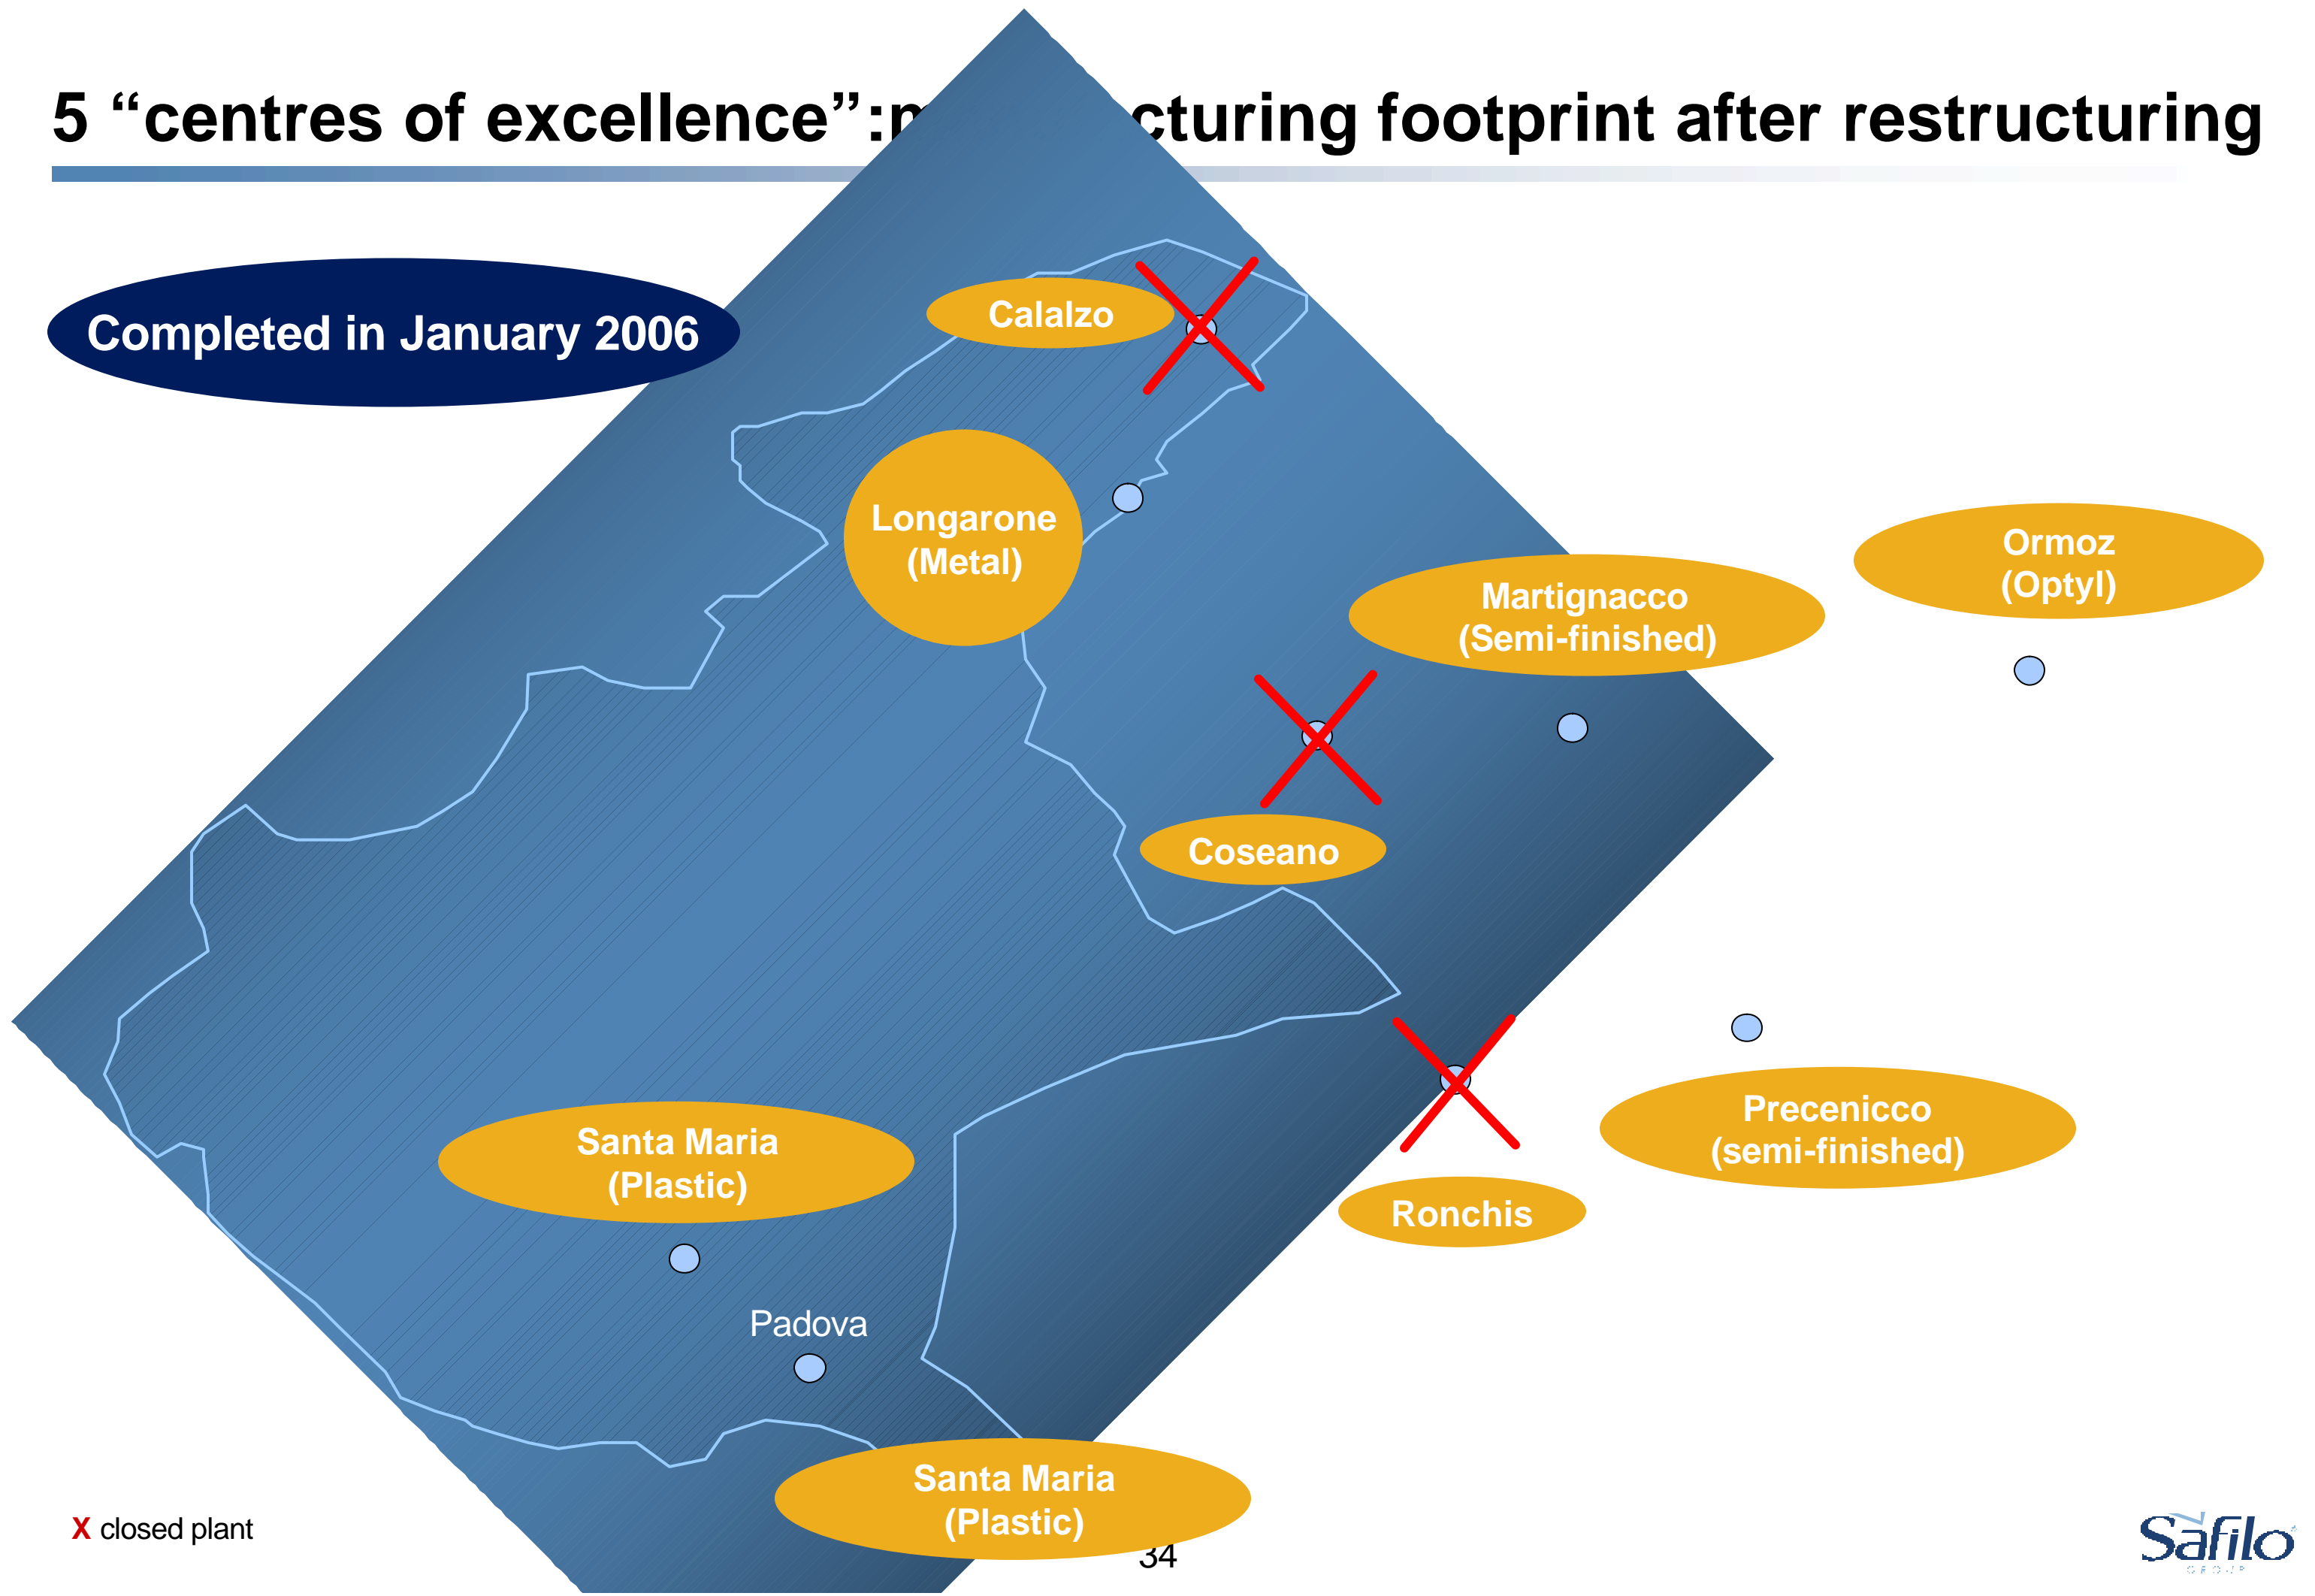 5 “centres of excellence”: cturing footprint after restructuring
Completed in January 2006
Calalzo
Longarone
(Metal)
Ormoz
(Optyl)
Martignacco
(Semi-finished)
Coseano
Precenicco
(semi-finished)
Santa Maria
(Plastic)
Ronchis
Padova
Santa Maria
(Plastic)
X closed plant
34
Safilo
GROUP